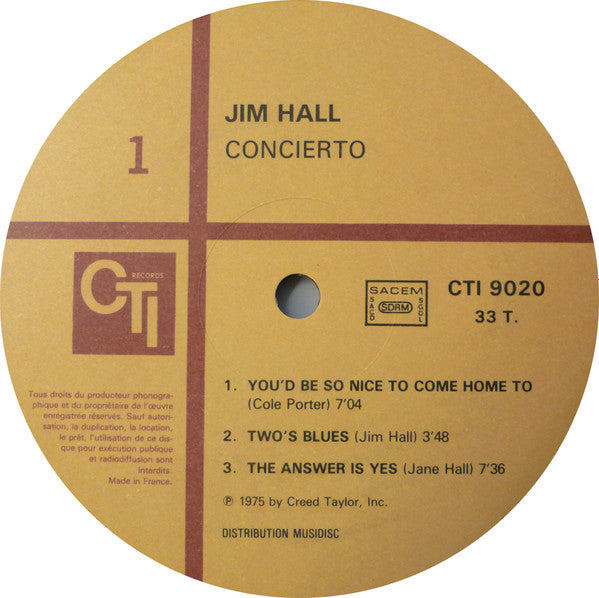 JIM HALL
CONCIERTO
1
RECORDS
CTI
SACEM
SACD
SDRM
SGDL
CTI 9020
33 T.
1. YOU'D BE SO NICE TO COME HOME TO
(Cole Porter) 7'04
2. TWO'S BLUES (Jim Hall) 3'48
3. THE ANSWER IS YES (Jane Hall) 7'36
℗ 1975 by Creed Taylor, Inc.
DISTRIBUTION MUSIDISC
Tous droits du producteur phonogra-
phique et du propriétaire de l'œuvre
enregistrée réservés. Sauf autori-
sation, la duplication, la location,
le prêt, l'utilisation de ce dis-
que pour exécution publique
et radiodiffusion sont
interdits.
Made in France.